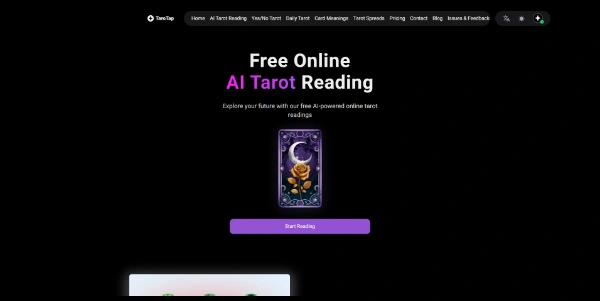 TaroTap
Home AI Tarot Reading Yes/No Tarot Daily Tarot Card Meanings Tarot Spreads Pricing Contact Blog Issues & Feedback
Free Online
AI Tarot Reading
Explore your future with our free AI-powered online tarot
readings
Start Reading